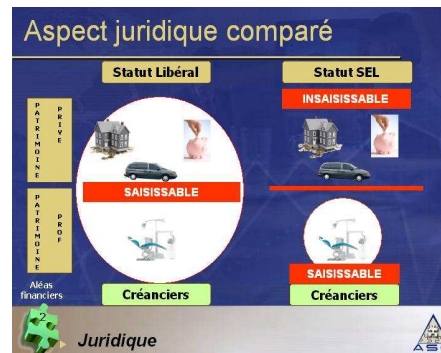 Aspect juridique comparé
Statut Libéral
Statut SEL
INSAISISSABLE
PATRIMOINE
PRIVE
SAISISSABLE
PATRIMOINE
PROF
SAISISSABLE
Aléas
financiers
Créanciers
Créanciers
2
Juridique